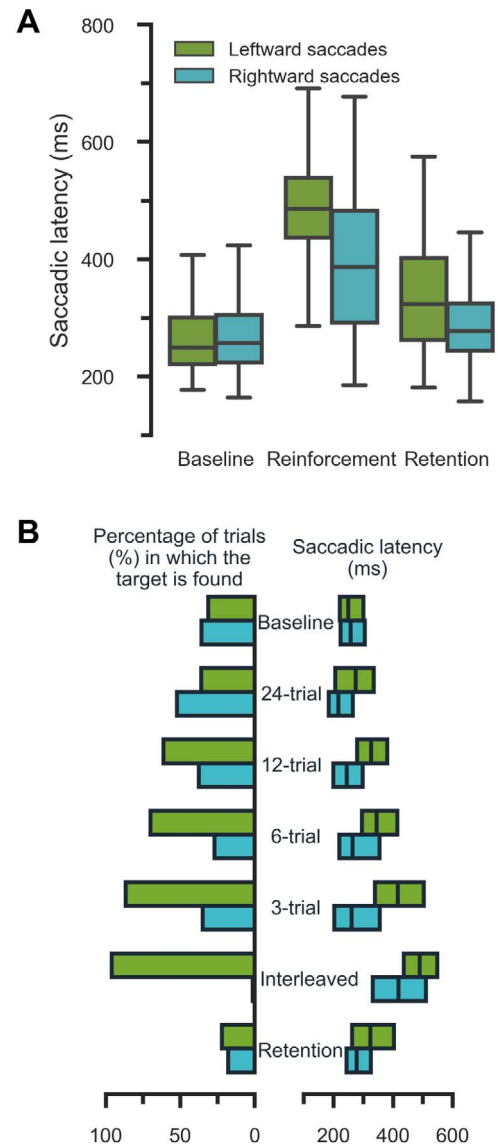 A
800
Leftward saccades
Rightward saccades
600
400
200
Saccadic latency (ms)
Baseline Reinforcement Retention
B
Percentage of trials
(%) in which the
target is found
Saccadic latency
(ms)
Baseline
24-trial
12-trial
6-trial
3-trial
Interleaved
Retention
100 50 0 200 400 600